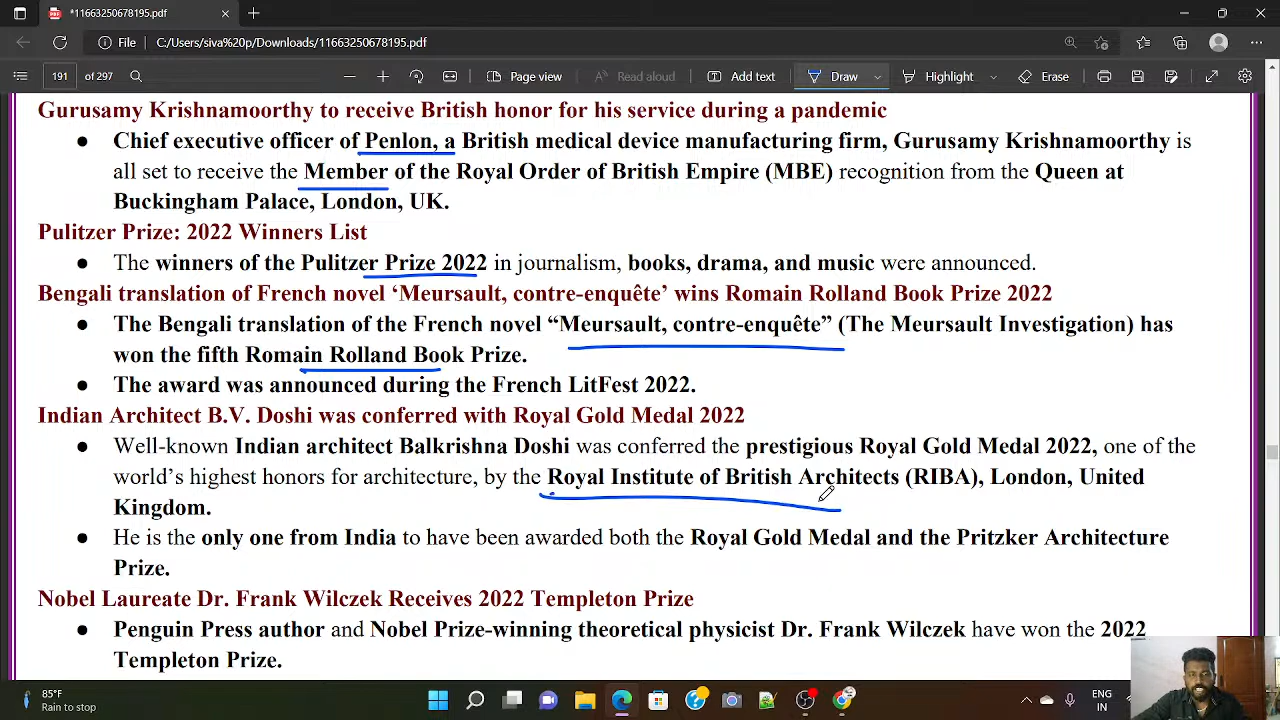 *11663250678195.pdf
File C:/Users/siva%20p/Downloads/11663250678195.pdf
191 of 297 Page view Read aloud Add text Draw Highlight Erase
Gurusamy Krishnamoorthy to receive British honor for his service during a pandemic
● Chief executive officer of Penlon, a British medical device manufacturing firm, Gurusamy Krishnamoorthy is
all set to receive the Member of the Royal Order of British Empire (MBE) recognition from the Queen at
Buckingham Palace, London, UK.
Pulitzer Prize: 2022 Winners List
● The winners of the Pulitzer Prize 2022 in journalism, books, drama, and music were announced.
Bengali translation of French novel ‘Meursault, contre-enquête’ wins Romain Rolland Book Prize 2022
● The Bengali translation of the French novel “Meursault, contre-enquête” (The Meursault Investigation) has
won the fifth Romain Rolland Book Prize.
● The award was announced during the French LitFest 2022.
Indian Architect B.V. Doshi was conferred with Royal Gold Medal 2022
● Well-known Indian architect Balkrishna Doshi was conferred the prestigious Royal Gold Medal 2022, one of the
world’s highest honors for architecture, by the Royal Institute of British Architects (RIBA), London, United
Kingdom.
● He is the only one from India to have been awarded both the Royal Gold Medal and the Pritzker Architecture
Prize.
Nobel Laureate Dr. Frank Wilczek Receives 2022 Templeton Prize
● Penguin Press author and Nobel Prize-winning theoretical physicist Dr. Frank Wilczek have won the 2022
Templeton Prize.
85°F
Rain to stop
ENG
IN